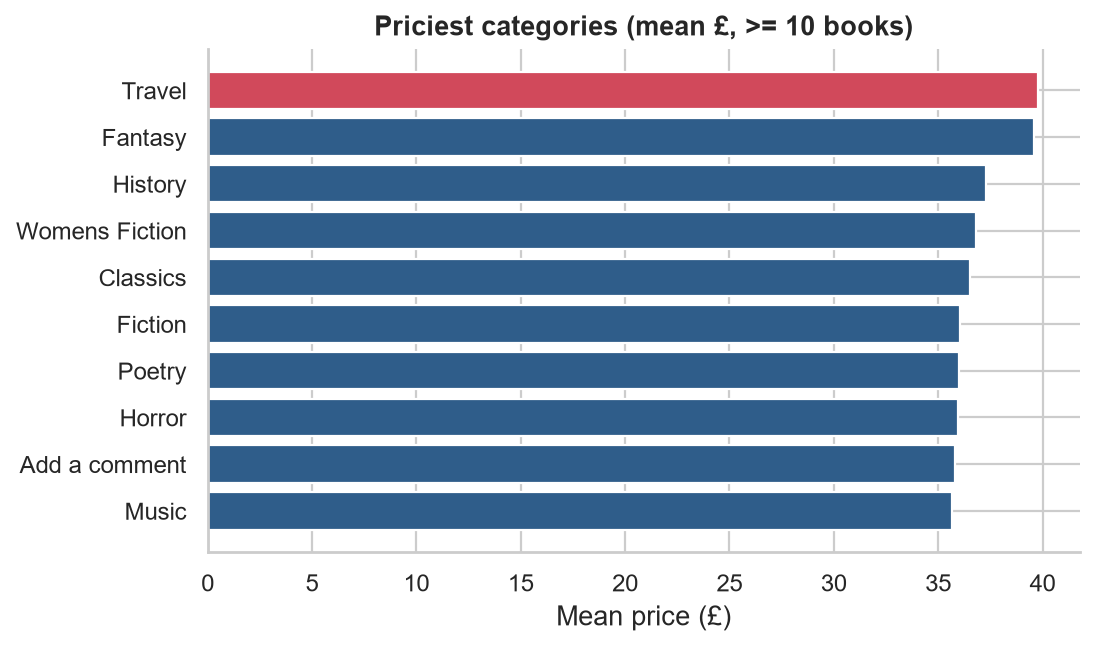 Priciest categories (mean £, >= 10 books)
Travel
Fantasy
History
Womens Fiction
Classics
Fiction
Poetry
Horror
Add a comment
Music
0 5 10 15 20 25 30 35 40
Mean price (£)